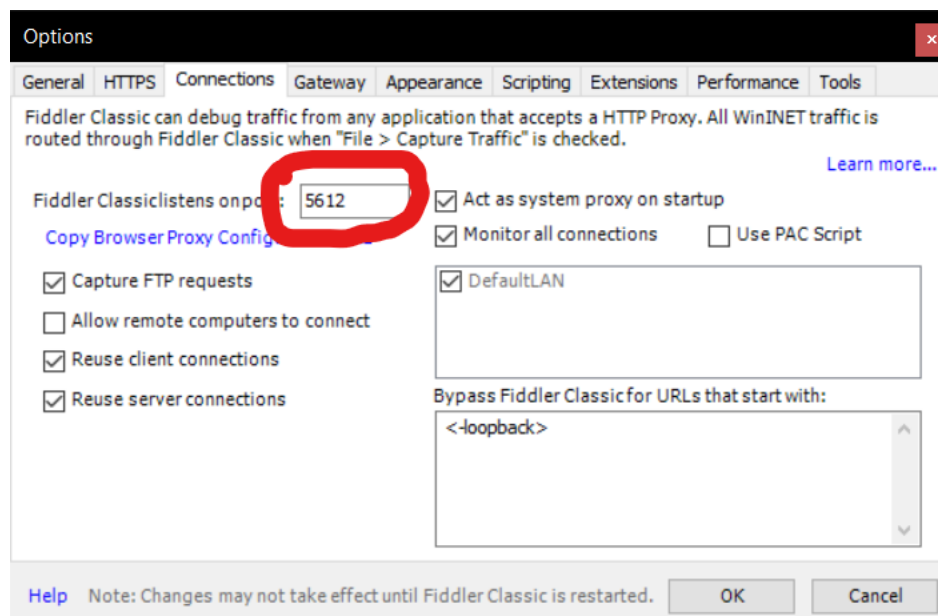 Options
General HTTPS Connections Gateway Appearance Scripting Extensions Performance Tools
Fiddler Classic can debug traffic from any application that accepts a HTTP Proxy. All WinINET traffic is
routed through Fiddler Classic when "File > Capture Traffic" is checked.
Learn more...
Fiddler Classic listens on 5612
Act as system proxy on startup
Copy Browser Proxy
Monitor all connections
Use PAC Script
Capture FTP requests
DefaultLAN
Allow remote computers to connect
Reuse client connections
Reuse server connections
Bypass Fiddler Classic for URLs that start with:
<-loopback>
Help Note: Changes may not take effect until Fiddler Classic is restarted. OK Cancel